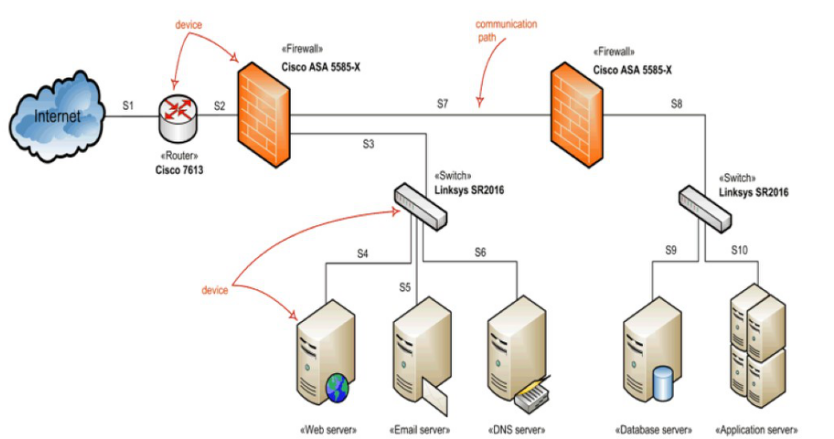 device
communication
path
«Firewall»
Cisco ASA 5585-X
«Firewall»
Cisco ASA 5585-X
Internet
S1
S2
S7
S8
S3
«Router»
Cisco 7613
«Switch»
Linksys SR2016
«Switch»
Linksys SR2016
S4
S6
S9
S10
S5
device
«Web server»
«Email server»
«DNS server»
«Database server»
«Application server»